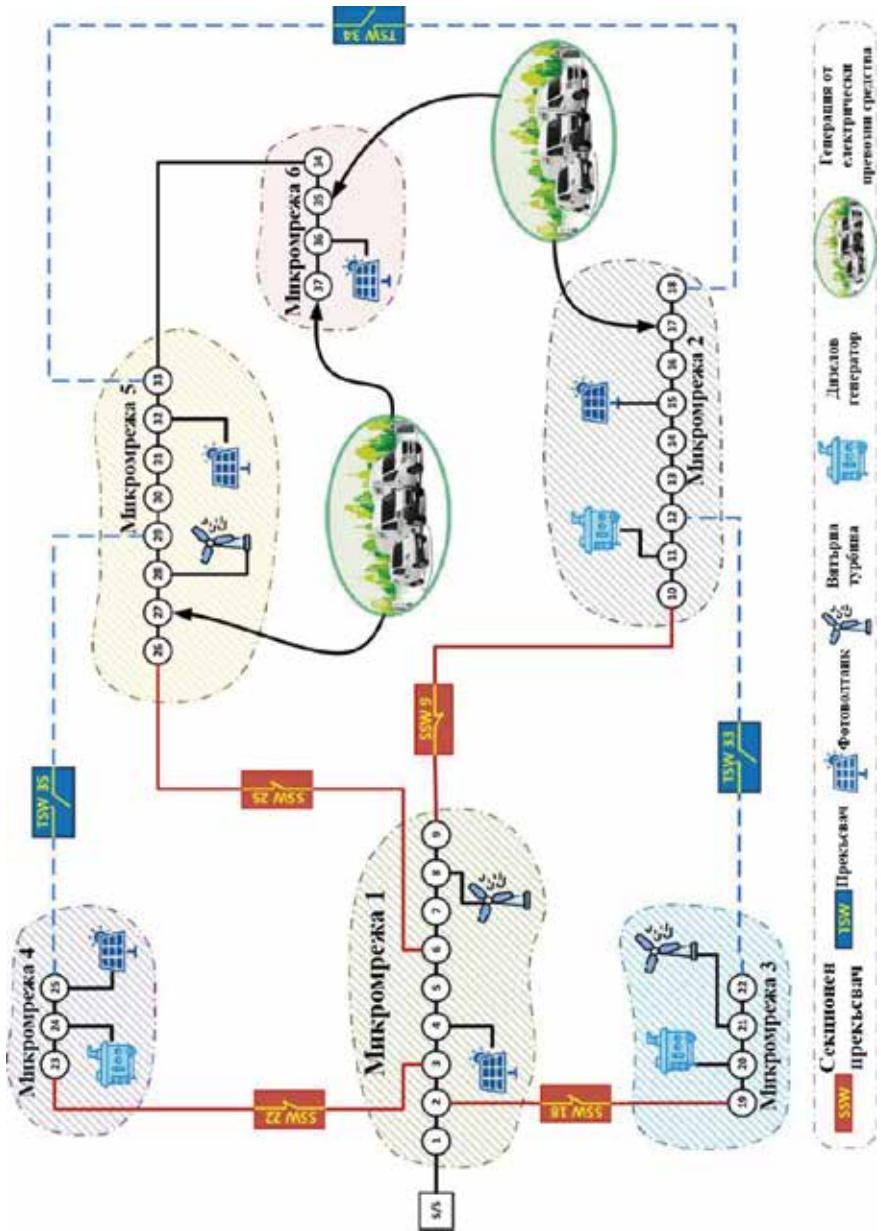 TSW 34
Микромрежа 6
34
35
36
37
Микромрежа 5
26
27
28
29
30
31
32
33
TSW 35
SSW 25
SSW 9
Микромрежа 2
10
11
12
13
14
15
16
17
18
TSW 33
Микромрежа 4
23
24
25
SSW 22
Микромрежа 1
1
2
3
4
5
6
7
8
9
S/S
SSW 18
Микромрежа 3
19
20
21
22
SSW
Секционен
прекъсвач
TSW
Прекъсвач
Фотоволтаик
Вятърна
турбина
Дизелов
генератор
Генерация от
електрически
превозни средства